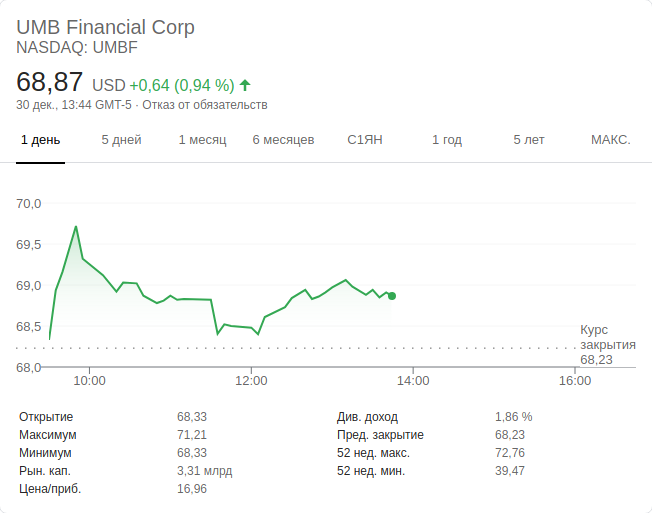 UMB Financial Corp
NASDAQ: UMBF
68,87 USD +0,64 (0,94 %)
30 дек., 13:44 GMT-5 · Отказ от обязательств
1 день 5 дней 1 месяц 6 месяцев С1ЯН 1 год 5 лет МАКС.
70,0
69,5
69,0
68,5
68,0
Курс
закрытия
68,23
10:00 12:00 14:00 16:00
Открытие 68,33
Максимум 71,21
Минимум 68,33
Рын. кап. 3,31 млрд
Цена/приб. 16,96
Див. доход 1,86 %
Пред. закрытие 68,23
52 нед. макс. 72,76
52 нед. мин. 39,47